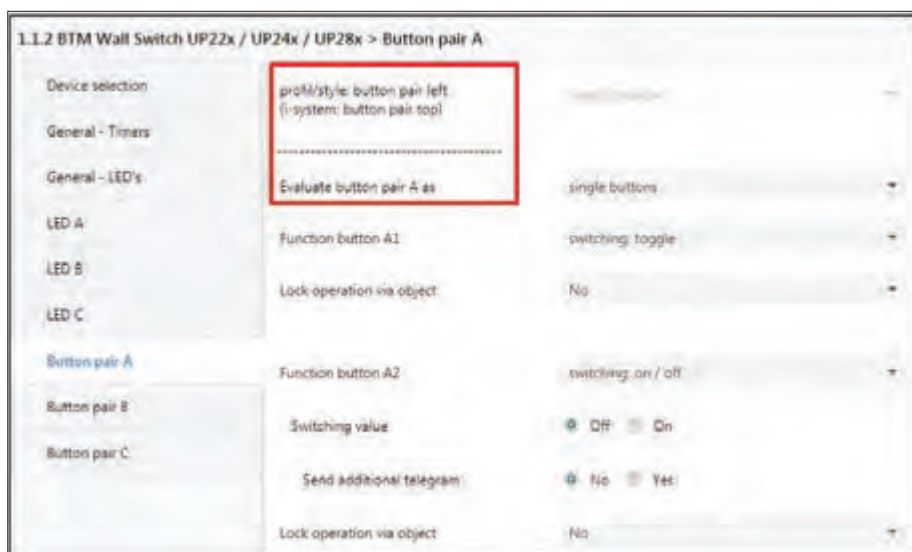 1.1.2 BTM Wall Switch UP22x / UP24x / UP28x > Button pair A
Device selection
General - Timers
General - LED's
LED A
LED B
LED C
Button pair A
Button pair B
Button pair C
profil/style: button pair left
(i-system: button pair top)
Evaluate button pair A as
single buttons
Function button A1
switching: toggle
Lock operation via object
No
Function button A2
switching: on / off
Switching value
Off On
Send additional telegram
No Yes
Lock operation via object
No